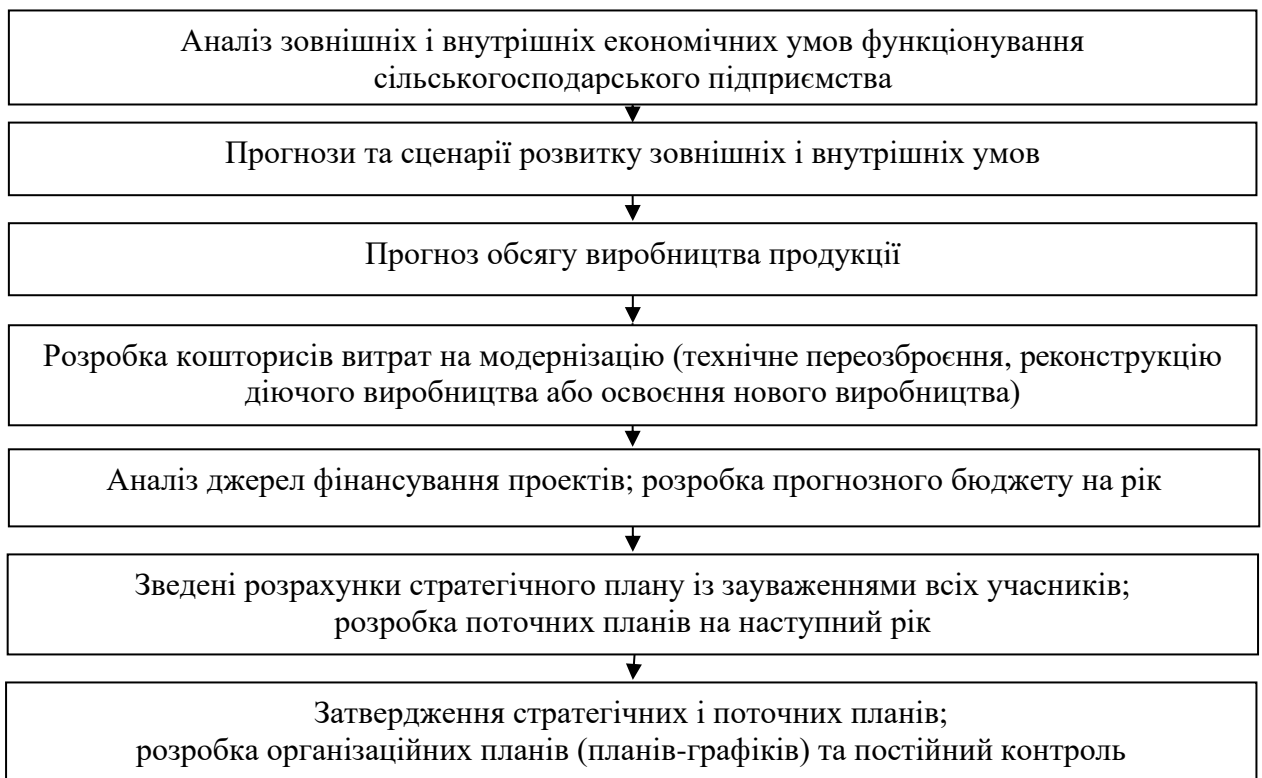 Аналіз зовнішніх і внутрішніх економічних умов функціонування
сільськогосподарського підприємства
Прогнози та сценарії розвитку зовнішніх і внутрішніх умов
Прогноз обсягу виробництва продукції
Розробка кошторисів витрат на модернізацію (технічне переозброєння, реконструкцію
діючого виробництва або освоєння нового виробництва)
Аналіз джерел фінансування проектів; розробка прогнозного бюджету на рік
Зведені розрахунки стратегічного плану із зауваженнями всіх учасників;
розробка поточних планів на наступний рік
Затвердження стратегічних і поточних планів;
розробка організаційних планів (планів-графіків) та постійний контроль